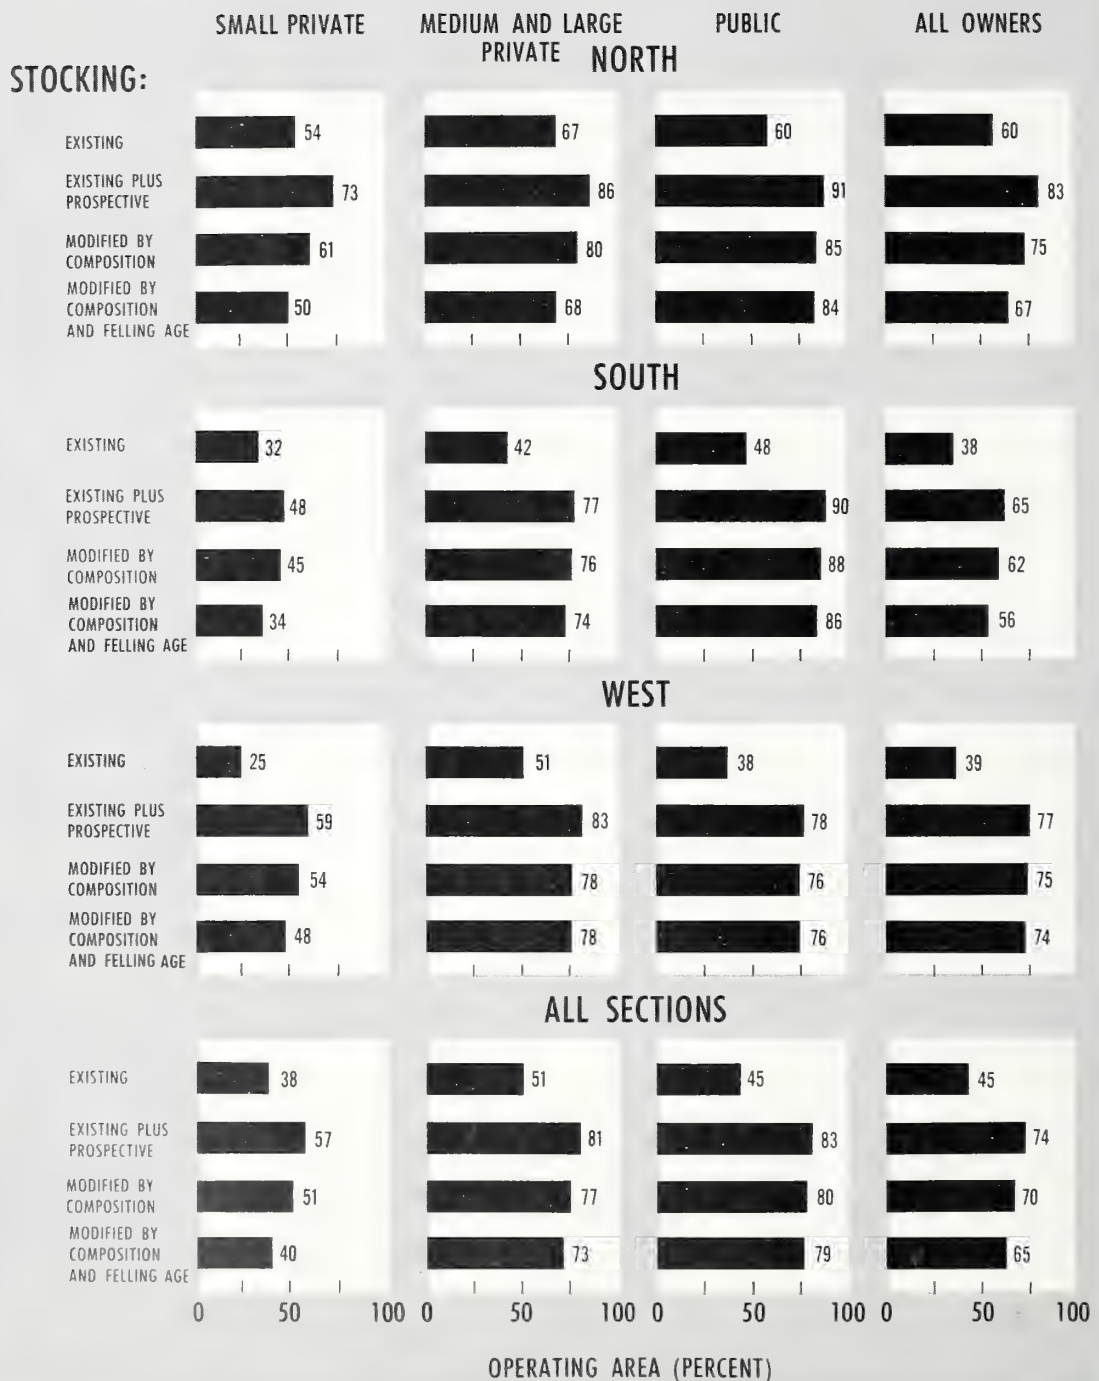 SMALL PRIVATE MEDIUM AND LARGE PRIVATE PUBLIC ALL OWNERS
NORTH
STOCKING:
EXISTING 54 67 60 60
EXISTING PLUS PROSPECTIVE 73 86 91 83
MODIFIED BY COMPOSITION 61 80 85 75
MODIFIED BY COMPOSITION AND FELLING AGE 50 68 84 67
SOUTH
EXISTING 32 42 48 38
EXISTING PLUS PROSPECTIVE 48 77 90 65
MODIFIED BY COMPOSITION 45 76 88 62
MODIFIED BY COMPOSITION AND FELLING AGE 34 74 86 56
WEST
EXISTING 25 51 38 39
EXISTING PLUS PROSPECTIVE 59 83 78 77
MODIFIED BY COMPOSITION 54 78 76 75
MODIFIED BY COMPOSITION AND FELLING AGE 48 78 76 74
ALL SECTIONS
EXISTING 38 51 45 45
EXISTING PLUS PROSPECTIVE 57 81 83 74
MODIFIED BY COMPOSITION 51 77 80 70
MODIFIED BY COMPOSITION AND FELLING AGE 40 73 79 65
0 50 100 0 50 100 0 50 100 0 50 100
OPERATING AREA (PERCENT)